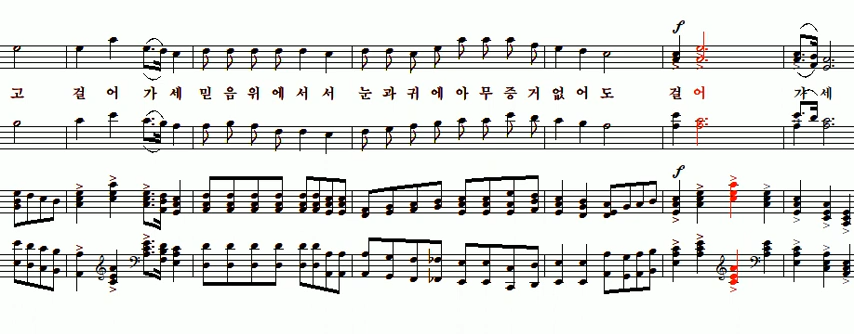 고 걸 어 가 세 믿 음 위 에 서 서 눈 과 귀 에 아 무 증 거 없 어 도 걸 어 가 세